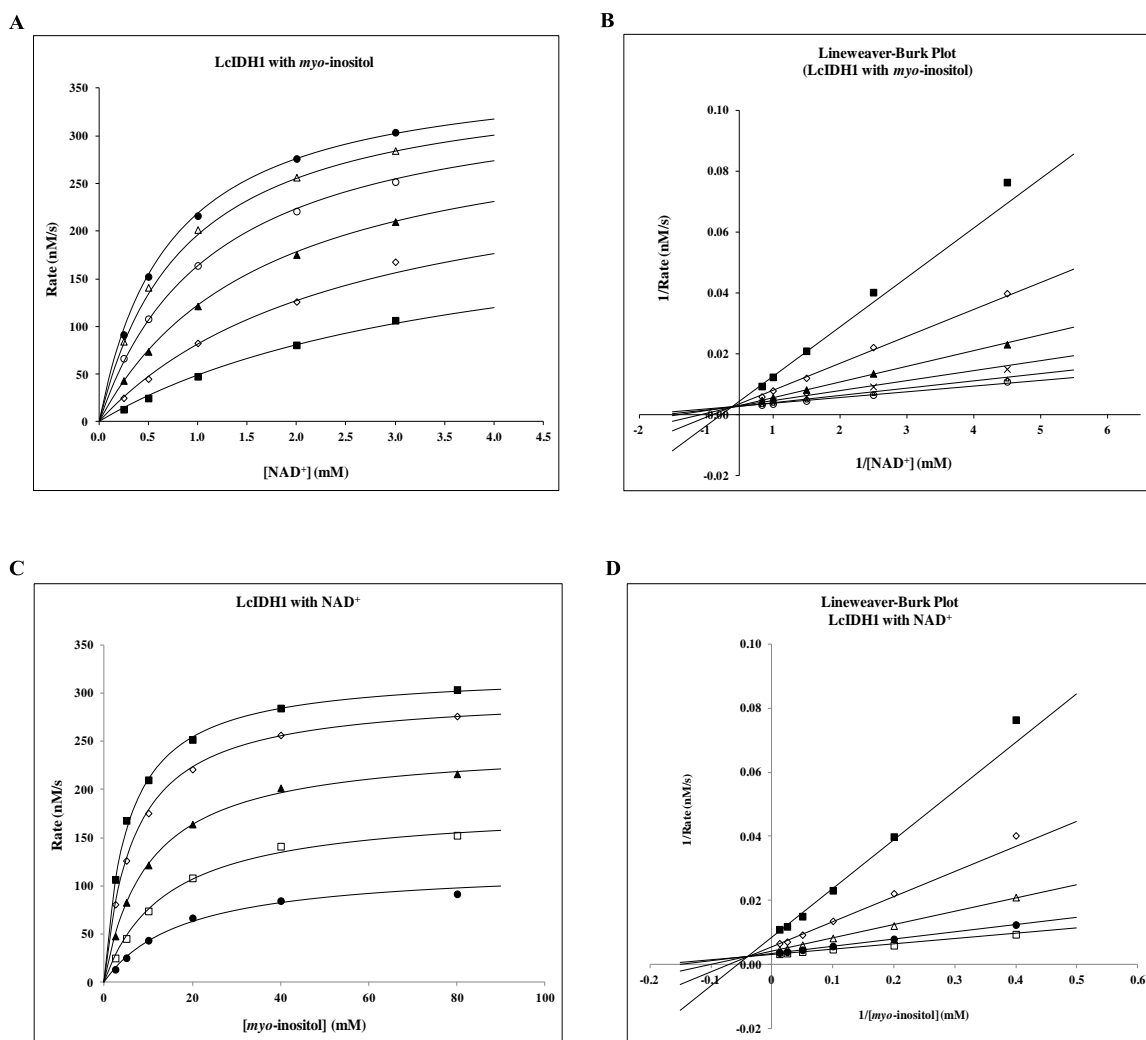 A
LcIDH1 with myo-inositol
Rate (nM/s)
350
300
250
200
150
100
50
0
0.0 0.5 1.0 1.5 2.0 2.5 3.0 3.5 4.0 4.5
[NAD⁺] (mM)
B
Lineweaver-Burk Plot
(LcIDH1 with myo-inositol)
1/Rate (nM/s)
0.10
0.08
0.06
0.04
0.02
0.00
-0.02
-2 -1 0 1 2 3 4 5 6
1/[NAD⁺] (mM)
C
LcIDH1 with NAD⁺
Rate (nM/s)
350
300
250
200
150
100
50
0
0 20 40 60 80 100
[myo-inositol] (mM)
D
Lineweaver-Burk Plot
LcIDH1 with NAD⁺
1/Rate (nM/s)
0.10
0.08
0.06
0.04
0.02
0.00
-0.02
-0.2 -0.1 0 0.1 0.2 0.3 0.4 0.5 0.6
1/[myo-inositol] (mM)